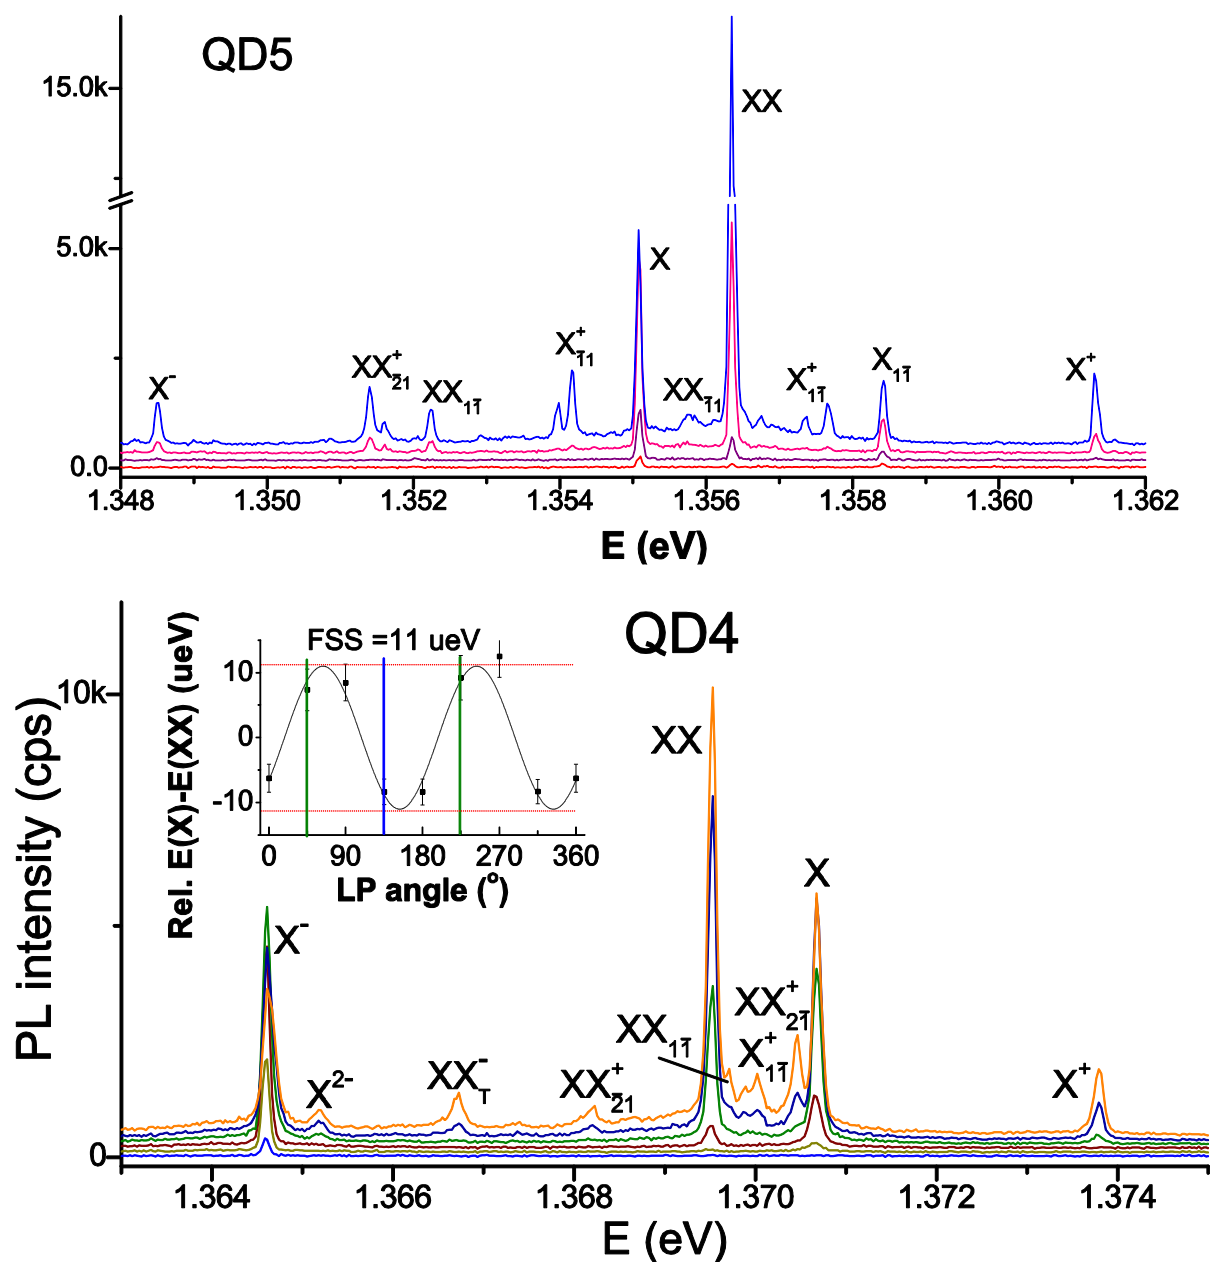 QD5
15.0k
5.0k
0.0
XX
X
X⁻
XX⁺2̄1
XX11̄
X⁺1̄1
XX1̄1
X⁺11̄
X11̄
X⁺
1.348 1.350 1.352 1.354 1.356 1.358 1.360 1.362
E (eV)
QD4
FSS =11 ueV
Rel. E(X)-E(XX) (ueV)
10
0
-10
0 90 180 270 360
LP angle (°)
PL intensity (cps)
10k
0
XX
X
X⁻
X²⁻
XX⁻T
XX⁺2̄1
XX11̄
X⁺11̄
XX⁺21̄
X⁺
1.364 1.366 1.368 1.370 1.372 1.374
E (eV)